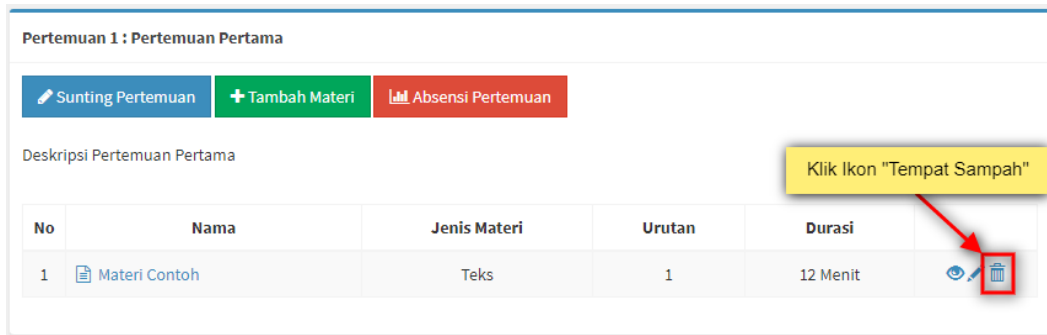 Pertemuan 1 : Pertemuan Pertama
Sunting Pertemuan
Tambah Materi
Absensi Pertemuan
Deskripsi Pertemuan Pertama
Klik Ikon "Tempat Sampah"
No Nama Jenis Materi Urutan Durasi
1 Materi Contoh Teks 1 12 Menit